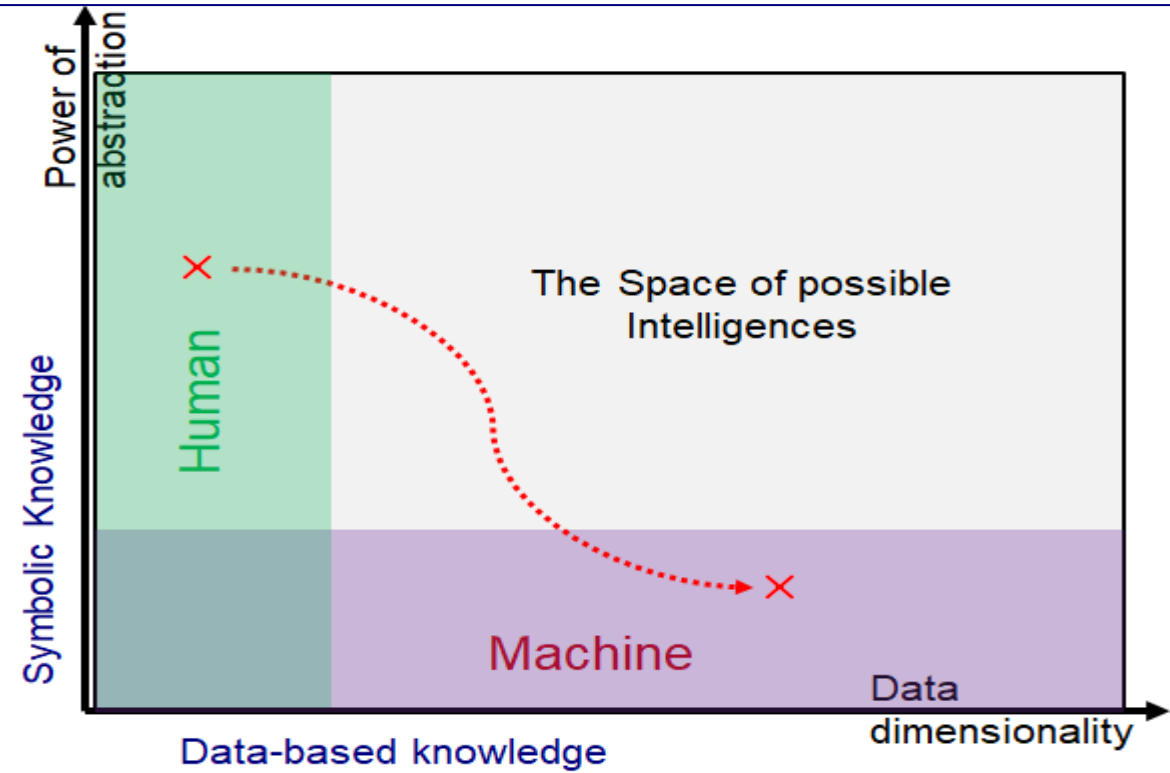 Power of
abstraction
The Space of possible
Intelligences
Human
Symbolic Knowledge
Machine
Data
dimensionality
Data-based knowledge